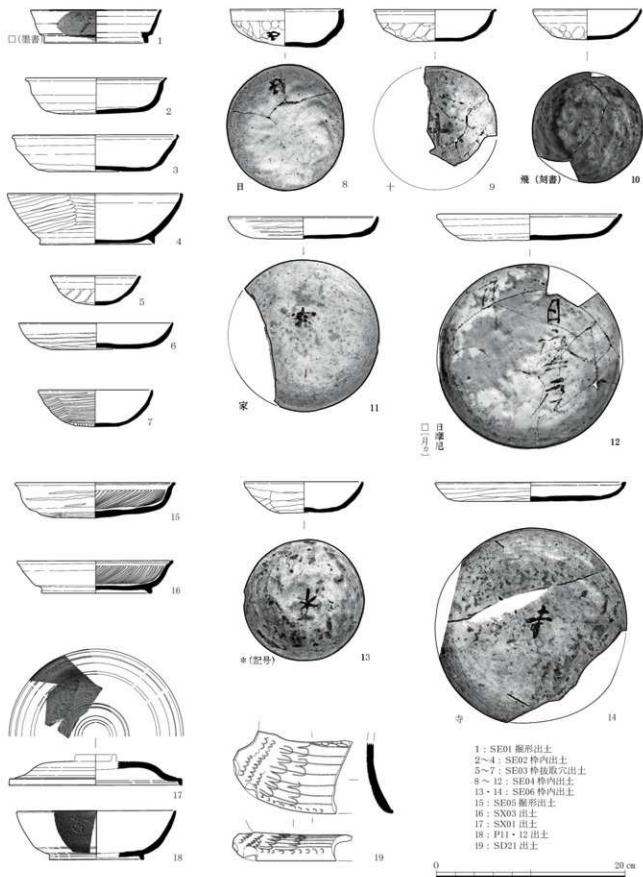 □(墨書)
1
2
3
4
5
6
7
日
8
十
9
飛(刻書)
10
家
11
日摩尼
□[月ヵ]
12
15
16
*(記号)
13
寺
14
17
18
19
1:SE01 掘形出土
2~4:SE02 枠内出土
5~7:SE03 枠抜取穴出土
8~12:SE04 枠内出土
13・14:SE06 枠内出土
15:SE05 掘形出土
16:SX03 出土
17:SX01 出土
18:P11・12 出土
19:SD21 出土
0 20 cm